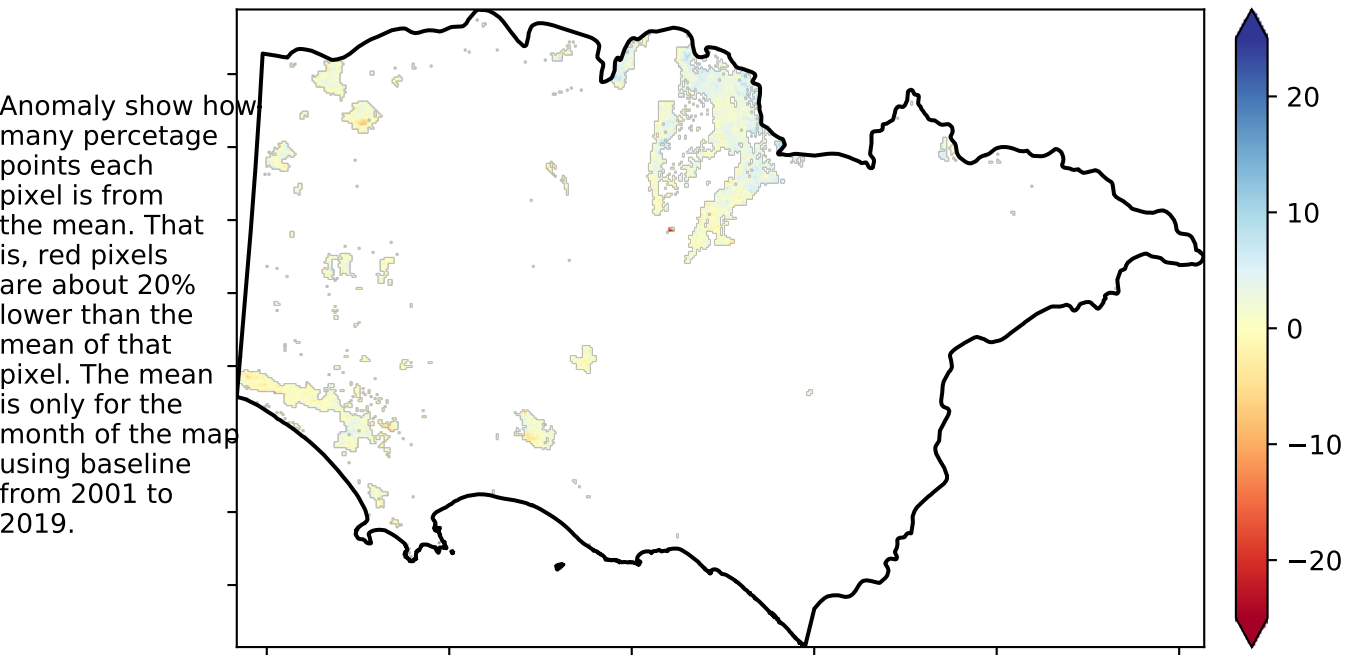 Anomaly show how
many percetage
points each
pixel is from
the mean. That
is, red pixels
are about 20%
lower than the
mean of that
pixel. The mean
is only for the
month of the map
using baseline
from 2001 to
2019.
20
10
0
−10
−20